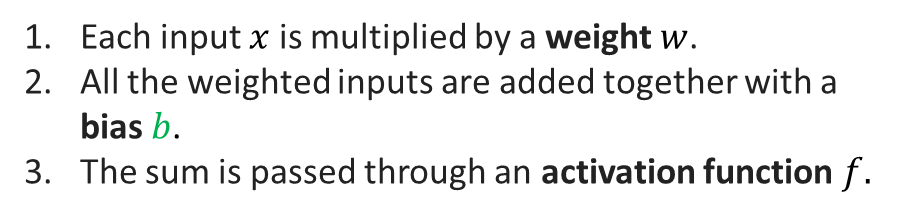 1. Each input x is multiplied by a weight w.
2. All the weighted inputs are added together with a
bias b.
3. The sum is passed through an activation function f.